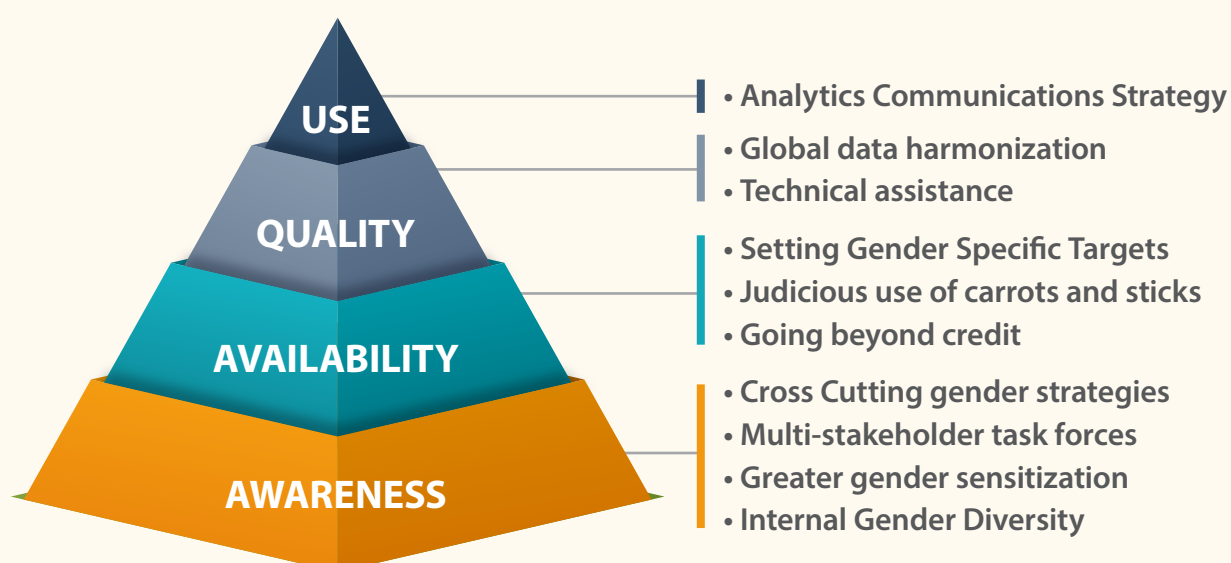 USE
• Analytics Communications Strategy
QUALITY
• Global data harmonization
• Technical assistance
AVAILABILITY
• Setting Gender Specific Targets
• Judicious use of carrots and sticks
• Going beyond credit
AWARENESS
• Cross Cutting gender strategies
• Multi-stakeholder task forces
• Greater gender sensitization
• Internal Gender Diversity